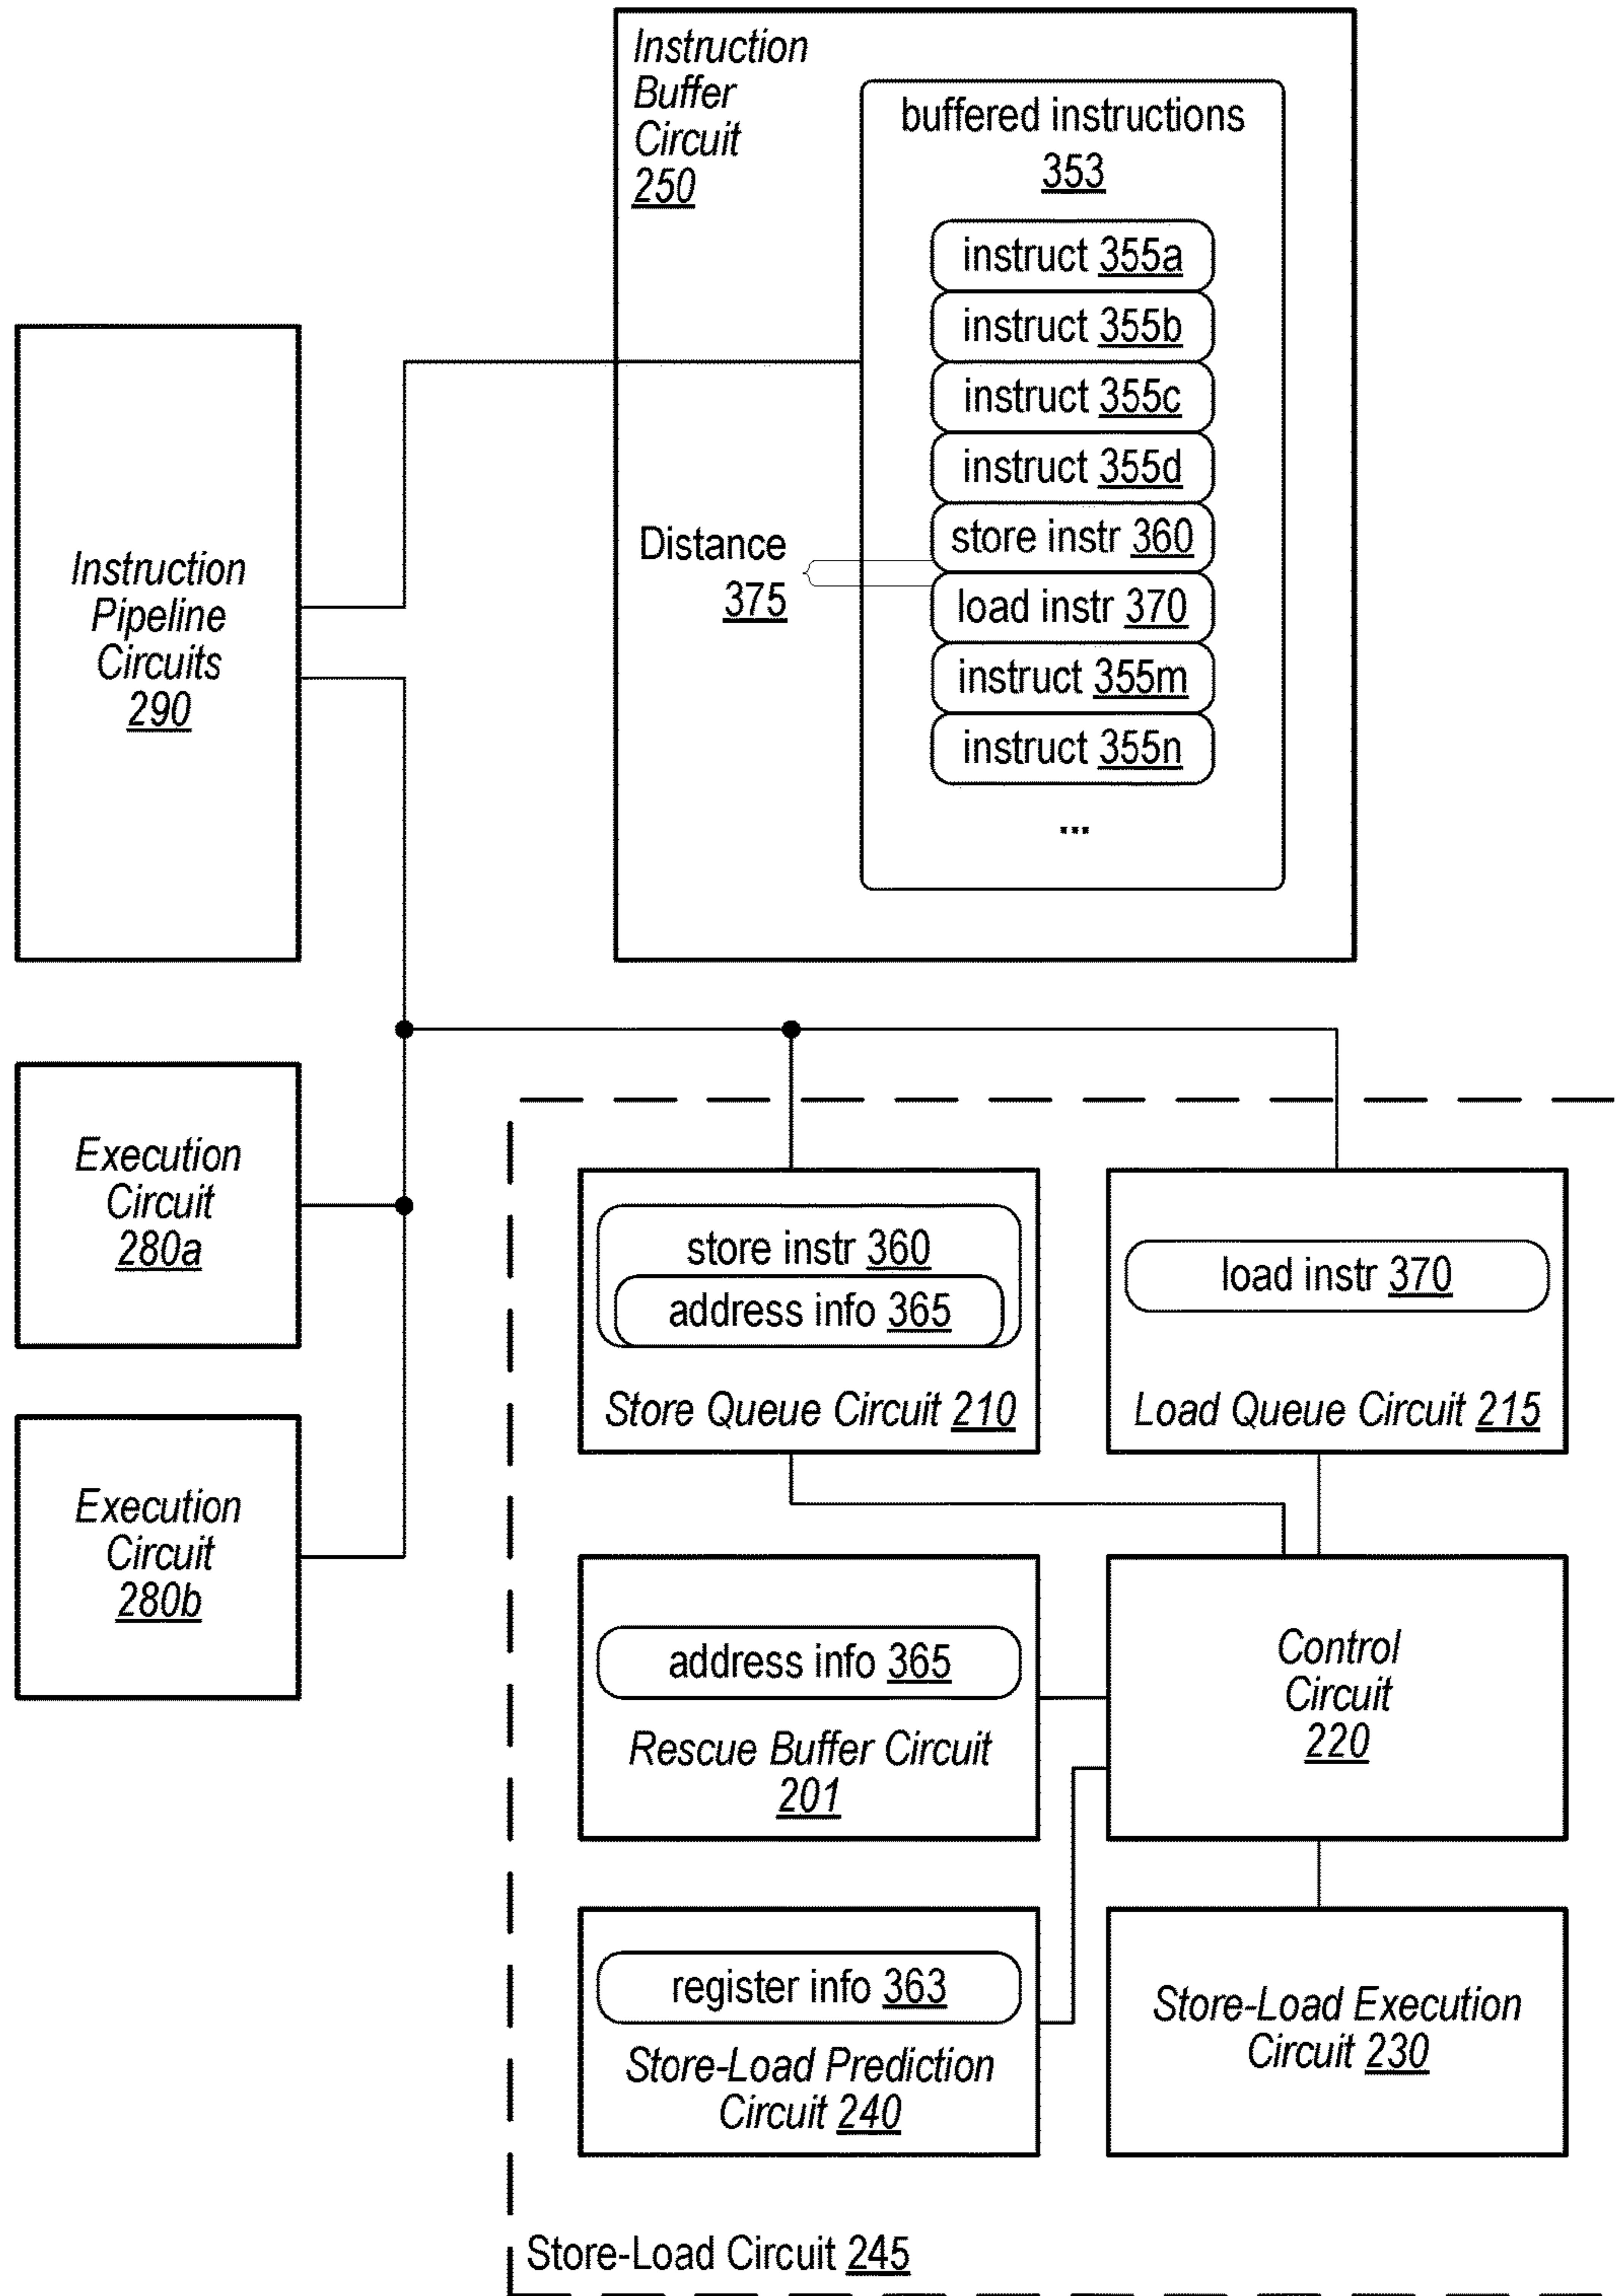 Instruction
Buffer
Circuit
250
buffered instructions
353
instruct 355a
instruct 355b
instruct 355c
instruct 355d
store instr 360
load instr 370
instruct 355m
instruct 355n
...
Distance
375
Instruction
Pipeline
Circuits
290
Execution
Circuit
280a
Execution
Circuit
280b
store instr 360
address info 365
Store Queue Circuit 210
load instr 370
Load Queue Circuit 215
address info 365
Rescue Buffer Circuit
201
Control
Circuit
220
register info 363
Store-Load Prediction
Circuit 240
Store-Load Execution
Circuit 230
Store-Load Circuit 245